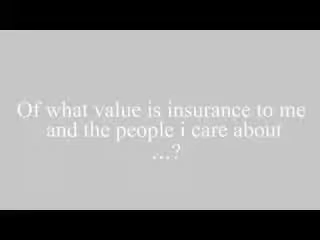 Of what value is insurance to me
and the people i care about
...?